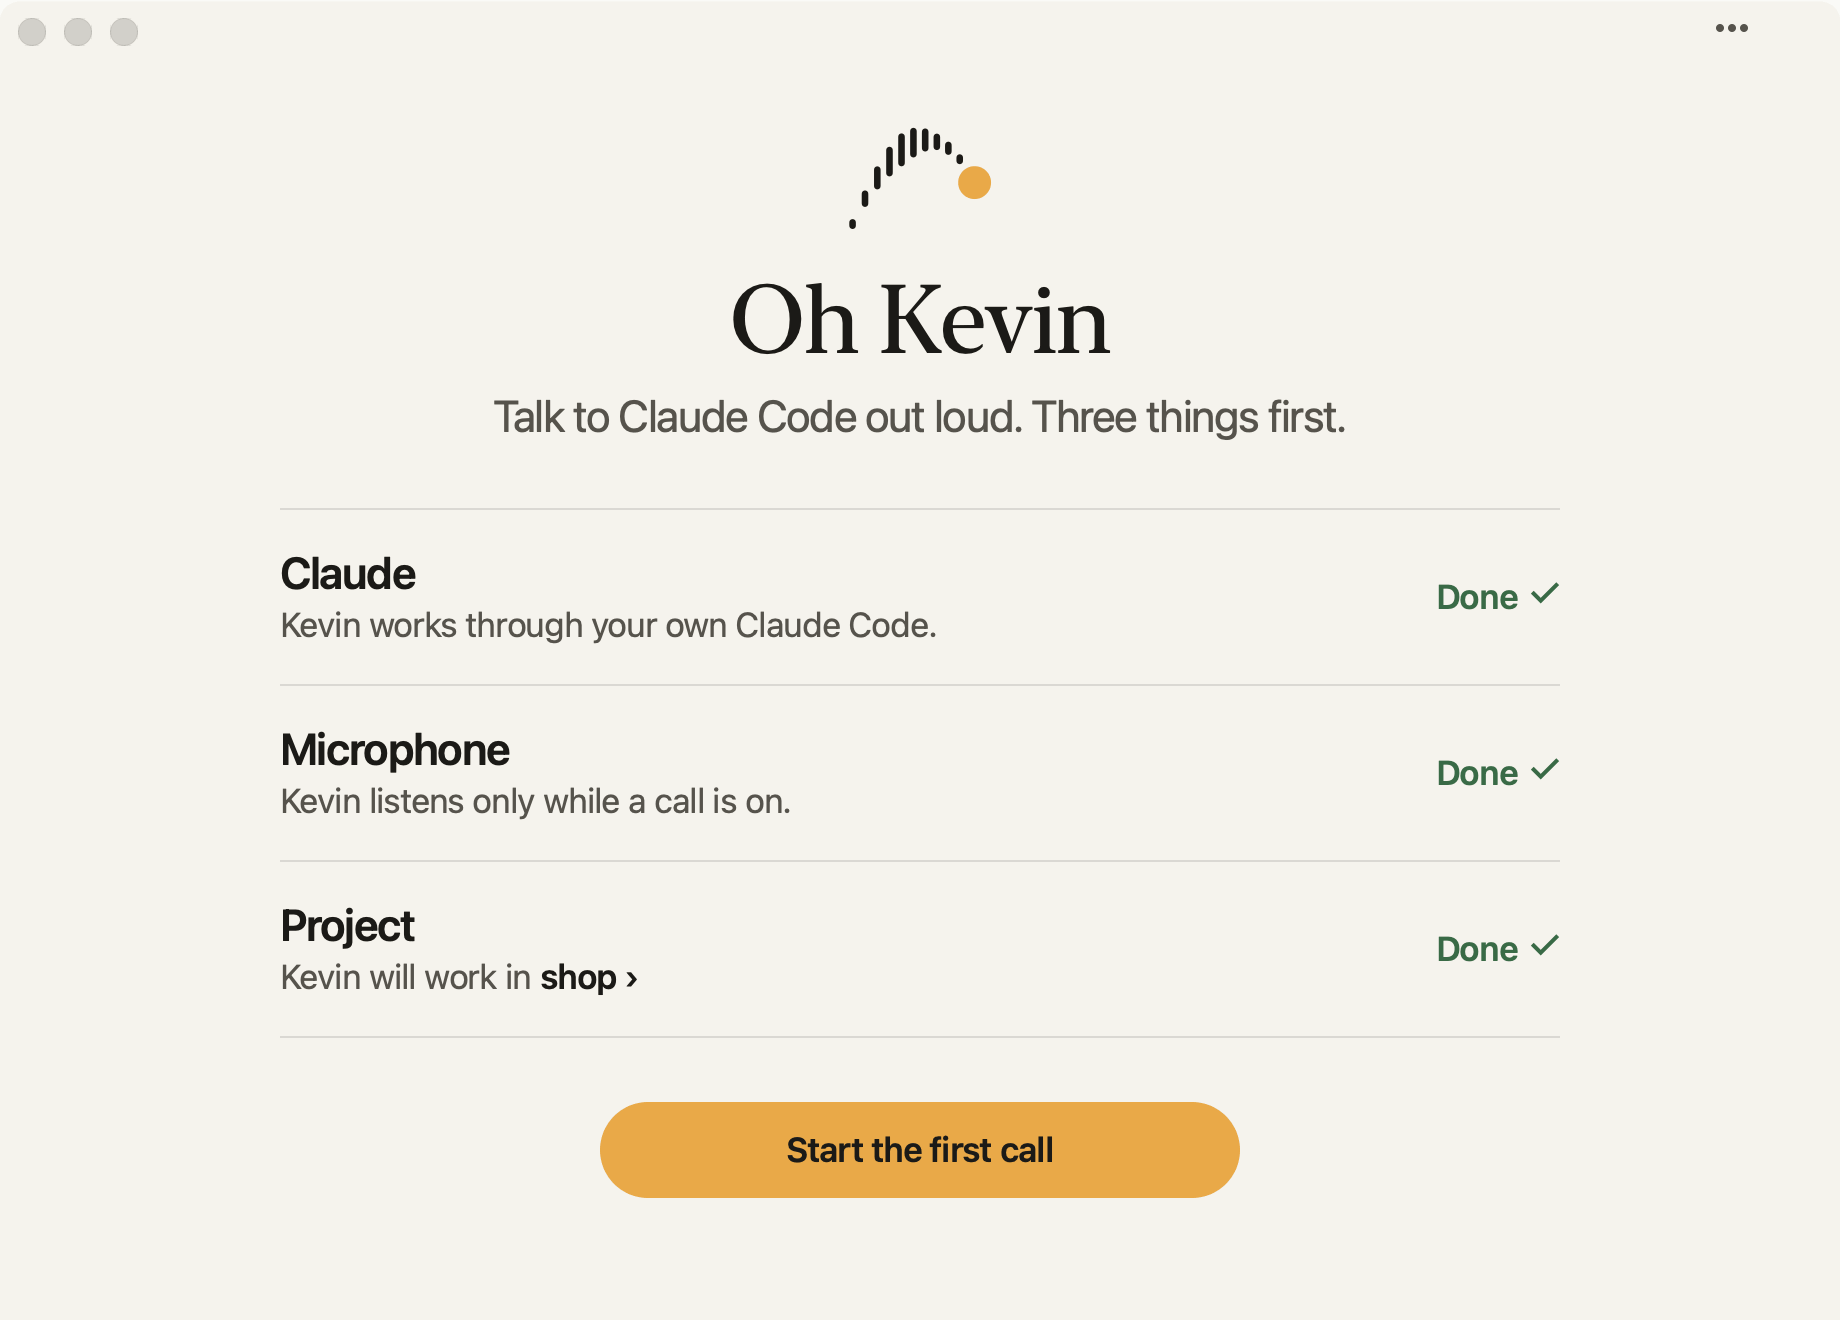 Oh Kevin
Talk to Claude Code out loud. Three things first.
Claude
Kevin works through your own Claude Code.
Done ✓
Microphone
Kevin listens only while a call is on.
Done ✓
Project
Kevin will work in shop ›
Done ✓
Start the first call